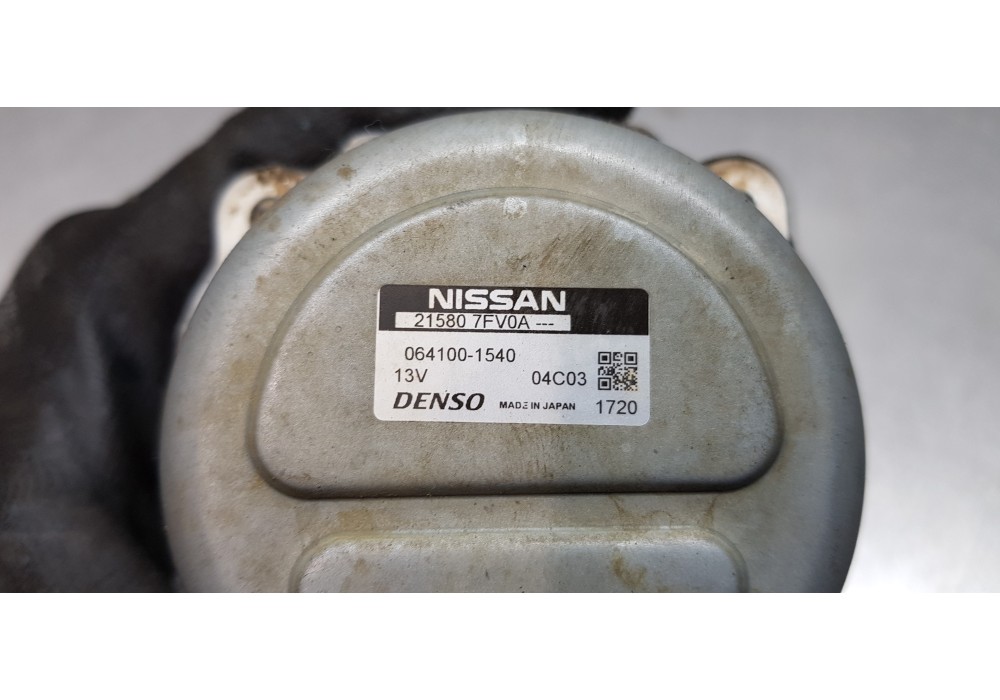 NISSAN
21580 7FV0A ---
064100-1540
13V 04C03
DENSO MADE IN JAPAN 1720